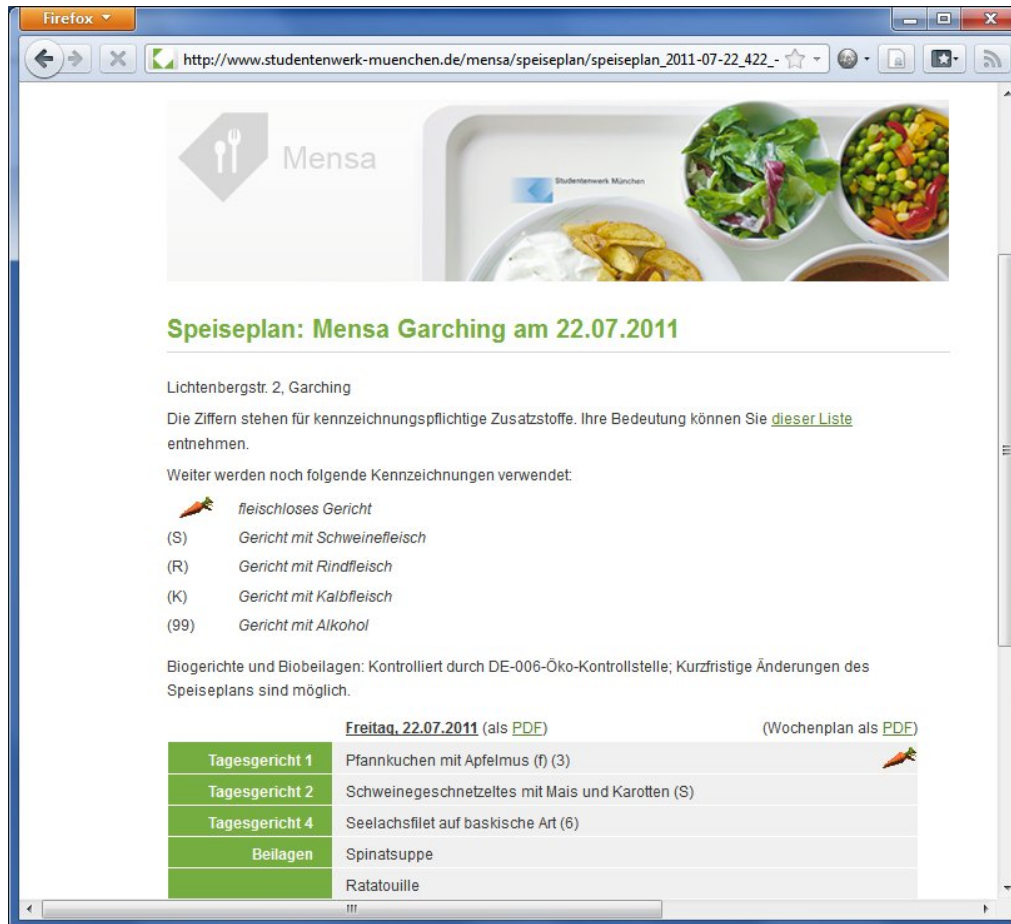 Firefox
http://www.studentenwerk-muenchen.de/mensa/speiseplan/speiseplan_2011-07-22_422_-
Mensa
Studentenwerk München
Speiseplan: Mensa Garching am 22.07.2011
Lichtenbergstr. 2, Garching
Die Ziffern stehen für kennzeichnungspflichtige Zusatzstoffe. Ihre Bedeutung können Sie dieser Liste
entnehmen.
Weiter werden noch folgende Kennzeichnungen verwendet:
fleischloses Gericht
(S) Gericht mit Schweinefleisch
(R) Gericht mit Rindfleisch
(K) Gericht mit Kalbfleisch
(99) Gericht mit Alkohol
Biogerichte und Biobeilagen: Kontrolliert durch DE-006-Öko-Kontrollstelle; Kurzfristige Änderungen des
Speiseplans sind möglich.
Freitag, 22.07.2011 (als PDF) (Wochenplan als PDF)
Tagesgericht 1 Pfannkuchen mit Apfelmus (f) (3)
Tagesgericht 2 Schweinegeschnetzeltes mit Mais und Karotten (S)
Tagesgericht 4 Seelachsfilet auf baskische Art (6)
Beilagen Spinatsuppe
Ratatouille